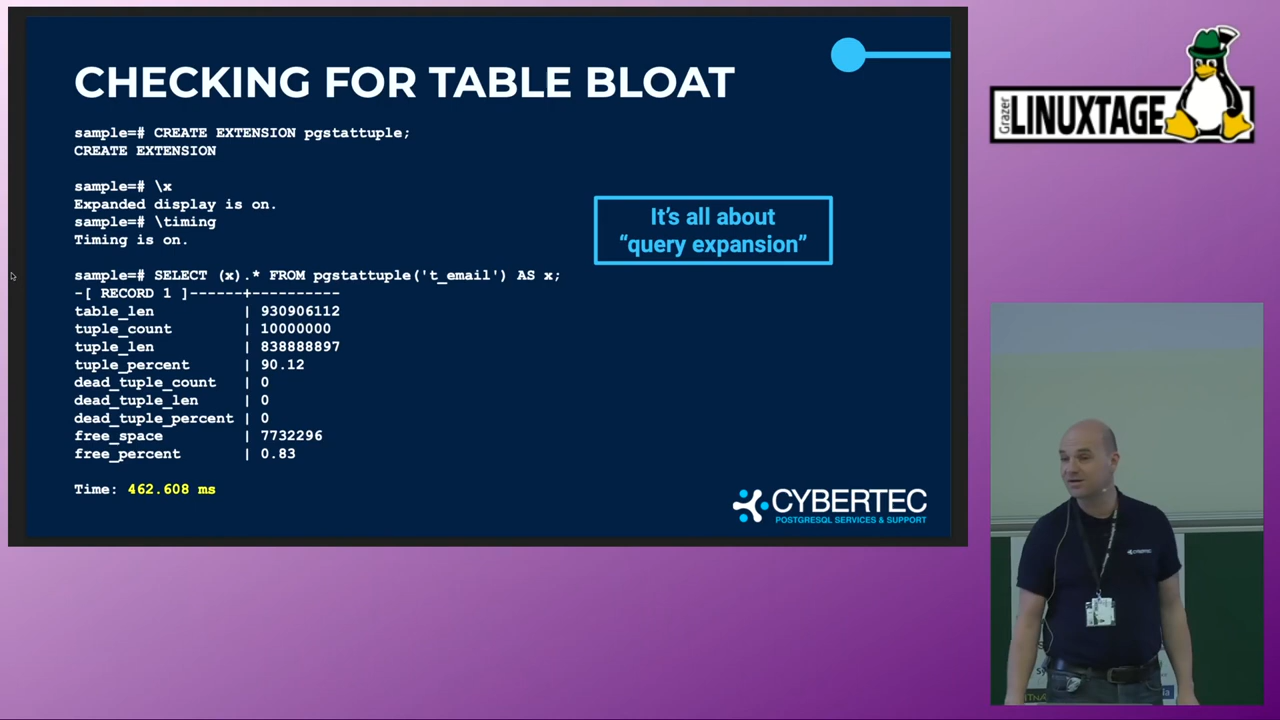 CHECKING FOR TABLE BLOAT
sample=# CREATE EXTENSION pgstattuple;
CREATE EXTENSION
sample=# \x
Expanded display is on.
sample=# \timing
Timing is on.
sample=# SELECT (x).* FROM pgstattuple('t_email') AS x;
-[ RECORD 1 ]------+----------
table_len | 930906112
tuple_count | 10000000
tuple_len | 838888897
tuple_percent | 90.12
dead_tuple_count | 0
dead_tuple_len | 0
dead_tuple_percent | 0
free_space | 7732296
free_percent | 0.83
Time: 462.608 ms
It's all about
“query expansion”
CYBERTEC
POSTGRESQL SERVICES & SUPPORT
Grazer
LINUXTAGE
CYBERTEC